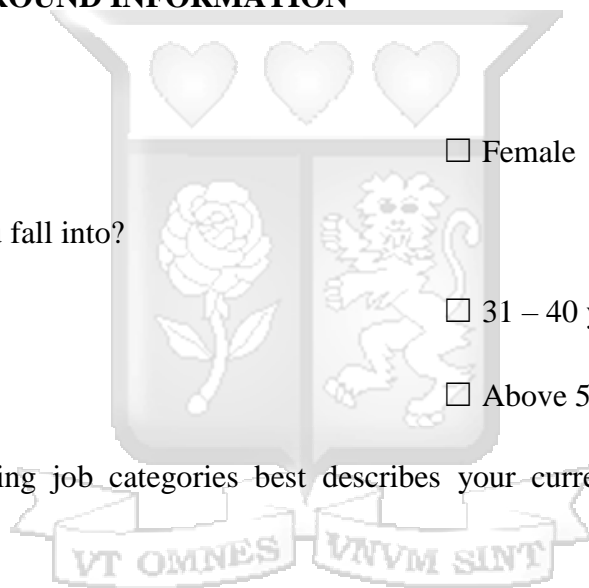 ROUND INFORMATION
☐ Female
fall into?
☐ 31 – 40
☐ Above 5
ing job categories best describes your curre
VT OMNES VNVM SINT